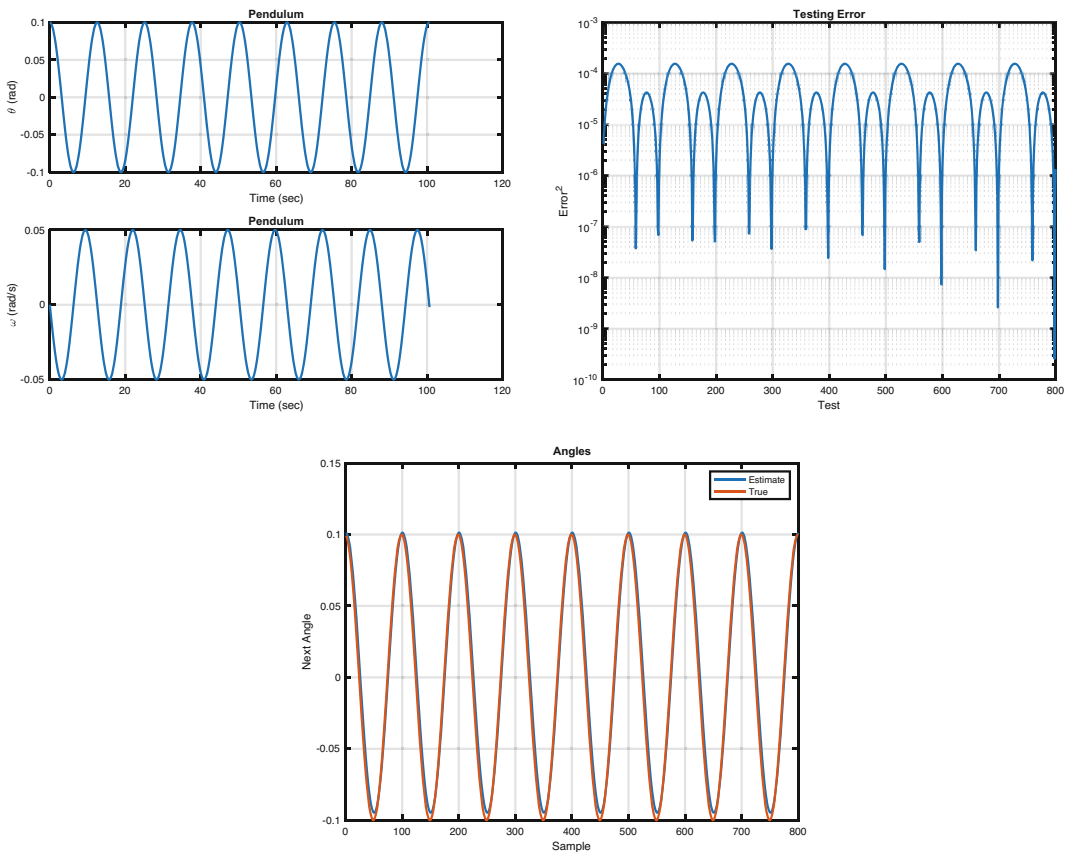 Pendulum
0.1
0.05
0
-0.05
-0.1
θ (rad)
0 20 40 60 80 100 120
Time (sec)
Pendulum
0.05
0
-0.05
ω (rad/s)
0 20 40 60 80 100 120
Time (sec)
Testing Error
10-3
10-4
10-5
10-6
10-7
10-8
10-9
10-10
Error2
0 100 200 300 400 500 600 700 800
Test
Angles
0.15
0.1
0.05
0
-0.05
-0.1
Next Angle
Estimate
True
0 100 200 300 400 500 600 700 800
Sample